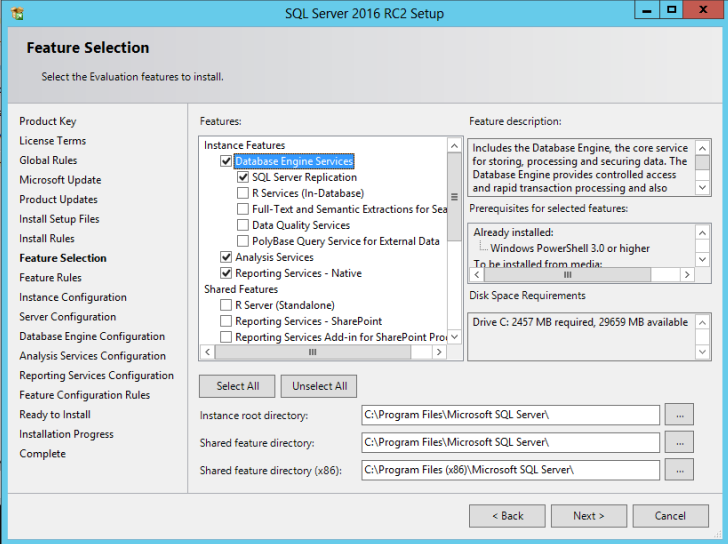 SQL Server 2016 RC2 Setup
Feature Selection
Select the Evaluation features to install.
Product Key
License Terms
Global Rules
Microsoft Update
Product Updates
Install Setup Files
Install Rules
Feature Selection
Feature Rules
Instance Configuration
Server Configuration
Database Engine Configuration
Analysis Services Configuration
Reporting Services Configuration
Feature Configuration Rules
Ready to Install
Installation Progress
Complete
Features:
Instance Features
Database Engine Services
SQL Server Replication
R Services (In-Database)
Full-Text and Semantic Extractions for Sea
Data Quality Services
PolyBase Query Service for External Data
Analysis Services
Reporting Services - Native
Shared Features
R Server (Standalone)
Reporting Services - SharePoint
Reporting Services Add-in for SharePoint Pro
Feature description:
Includes the Database Engine, the core service
for storing, processing and securing data. The
Database Engine provides controlled access
and rapid transaction processing and also
Prerequisites for selected features:
Already installed:
Windows PowerShell 3.0 or higher
To be installed from media:
Disk Space Requirements
Drive C: 2457 MB required, 29659 MB available
Select All
Unselect All
Instance root directory:
C:\Program Files\Microsoft SQL Server\
...
Shared feature directory:
C:\Program Files\Microsoft SQL Server\
...
Shared feature directory (x86):
C:\Program Files (x86)\Microsoft SQL Server\
...
< Back
Next >
Cancel